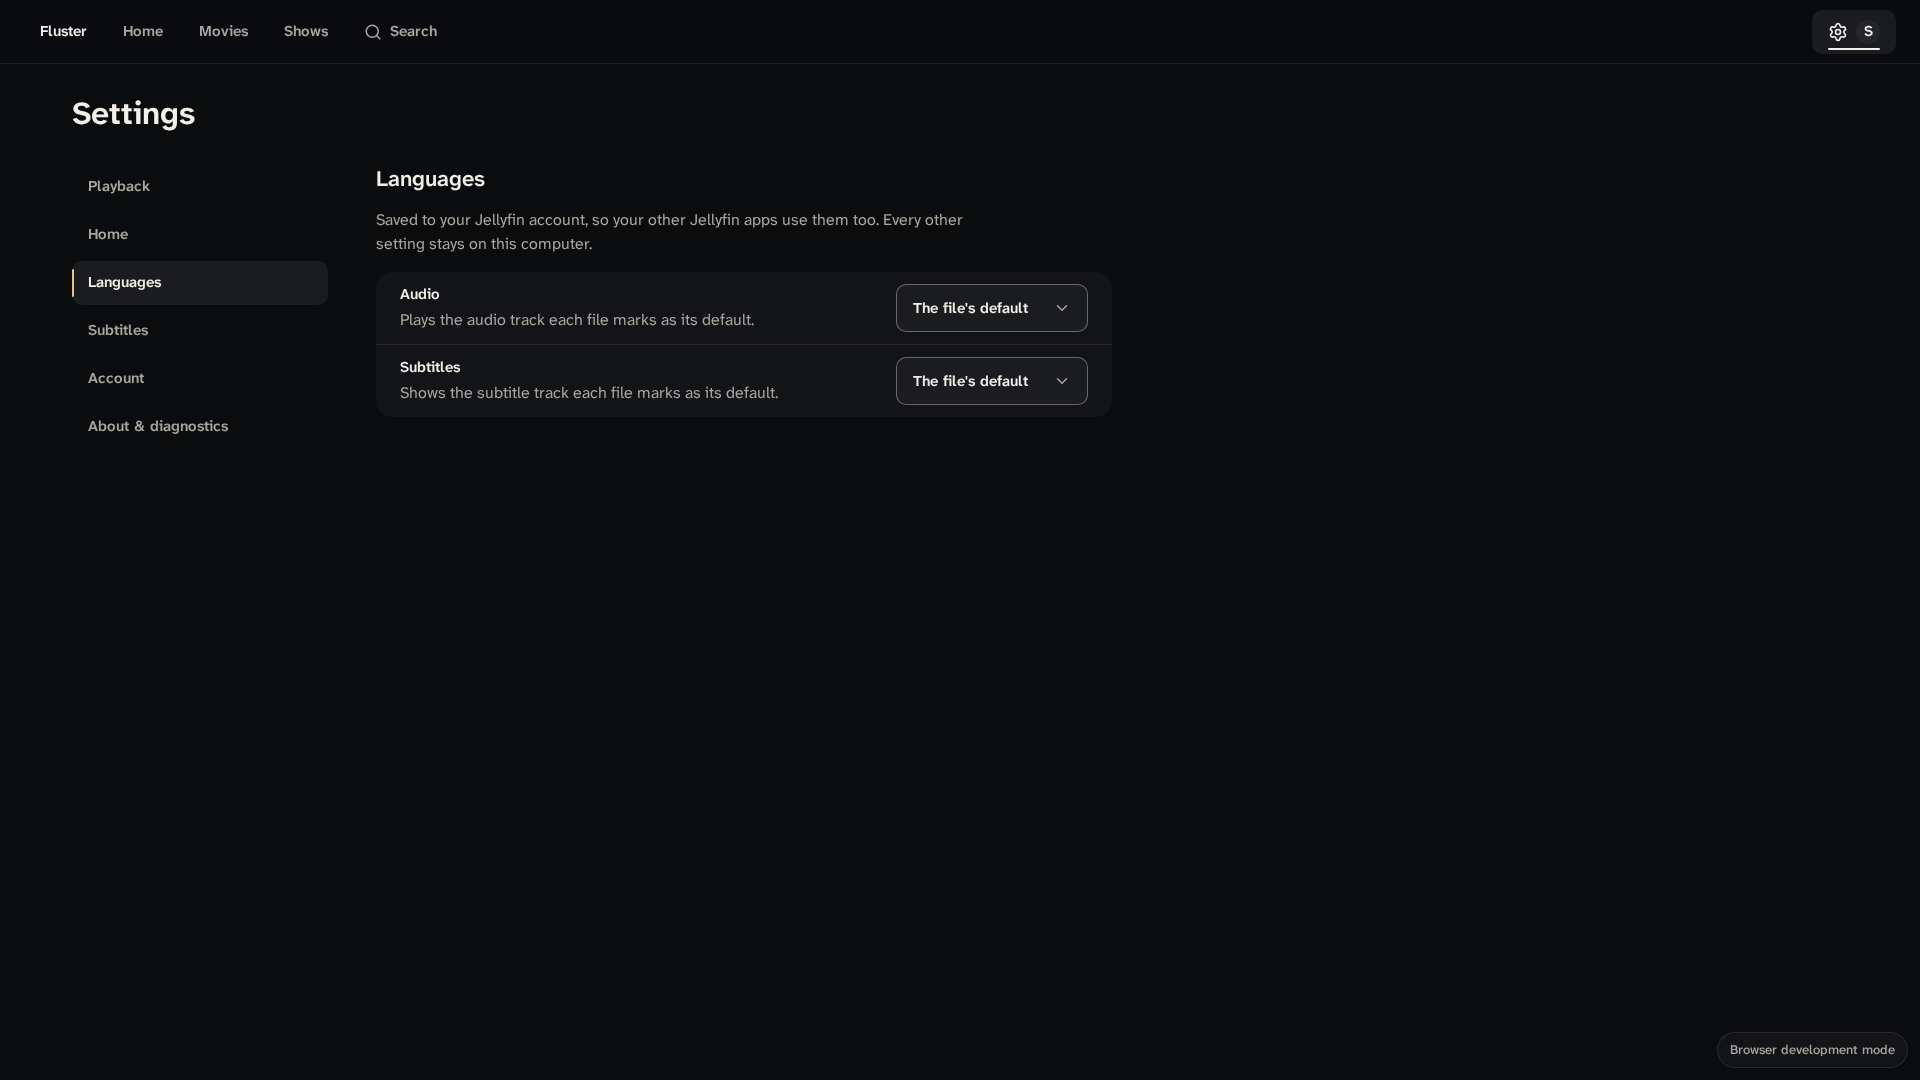 Fluster
Home
Movies
Shows
Search
S
Settings
Playback
Home
Languages
Subtitles
Account
About & diagnostics
Languages
Saved to your Jellyfin account, so your other Jellyfin apps use them too. Every other
setting stays on this computer.
Audio
Plays the audio track each file marks as its default.
The file's default
Subtitles
Shows the subtitle track each file marks as its default.
The file's default
Browser development mode